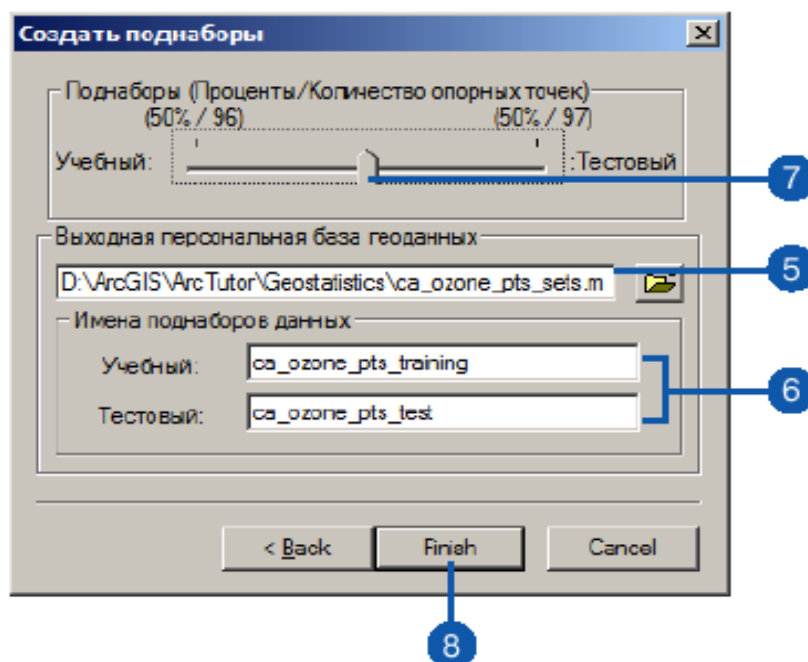 Создать поднаборы
Поднаборы (Проценты/Количество опорных точек)
(50% / 96) (50% / 97)
Учебный: :Тестовый
7
Выходная персональная база геоданных
D:\ArcGIS\ArcTutor\Geostatistics\ca_ozone_pts_sets.m
5
Имена поднаборов данных
Учебный: ca_ozone_pts_training
6
Тестовый: ca_ozone_pts_test
< Back Finish Cancel
8